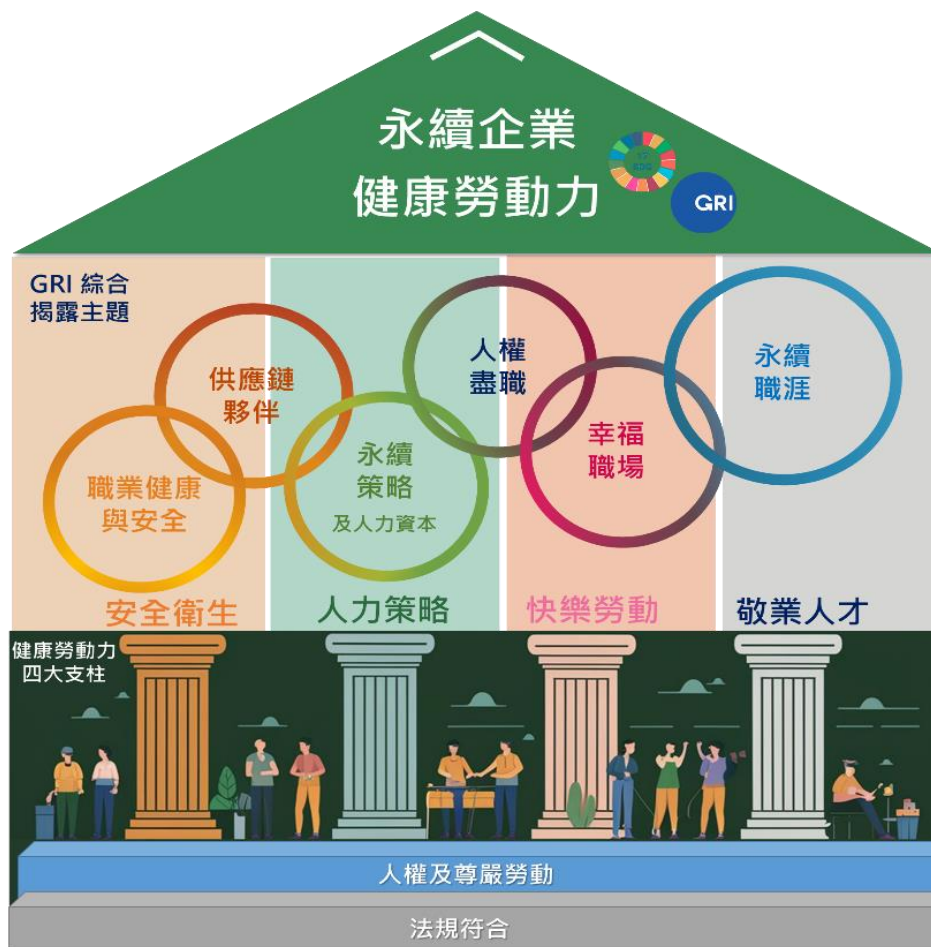 永續企業
健康勞動力
GRI
GRI 綜合
揭露主題
供應鏈
夥伴
職業健康
與安全
永續
策略
及人力資本
人權
盡職
幸福
職場
永續
職涯
安全衛生
人力策略
快樂勞動
敬業人才
健康勞動力
四大支柱
人權及尊嚴勞動
法規符合